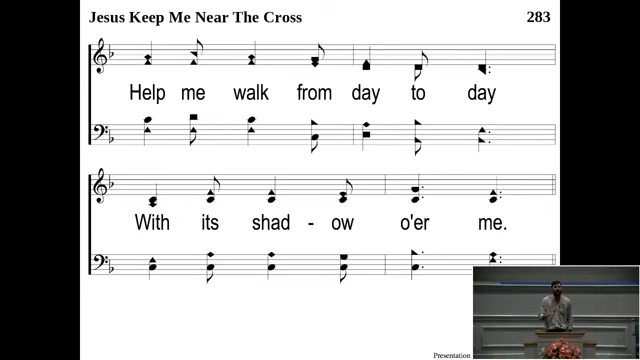 Jesus Keep Me Near The Cross 283
Help me walk from day to day
With its shad - ow o'er me.
Presentation